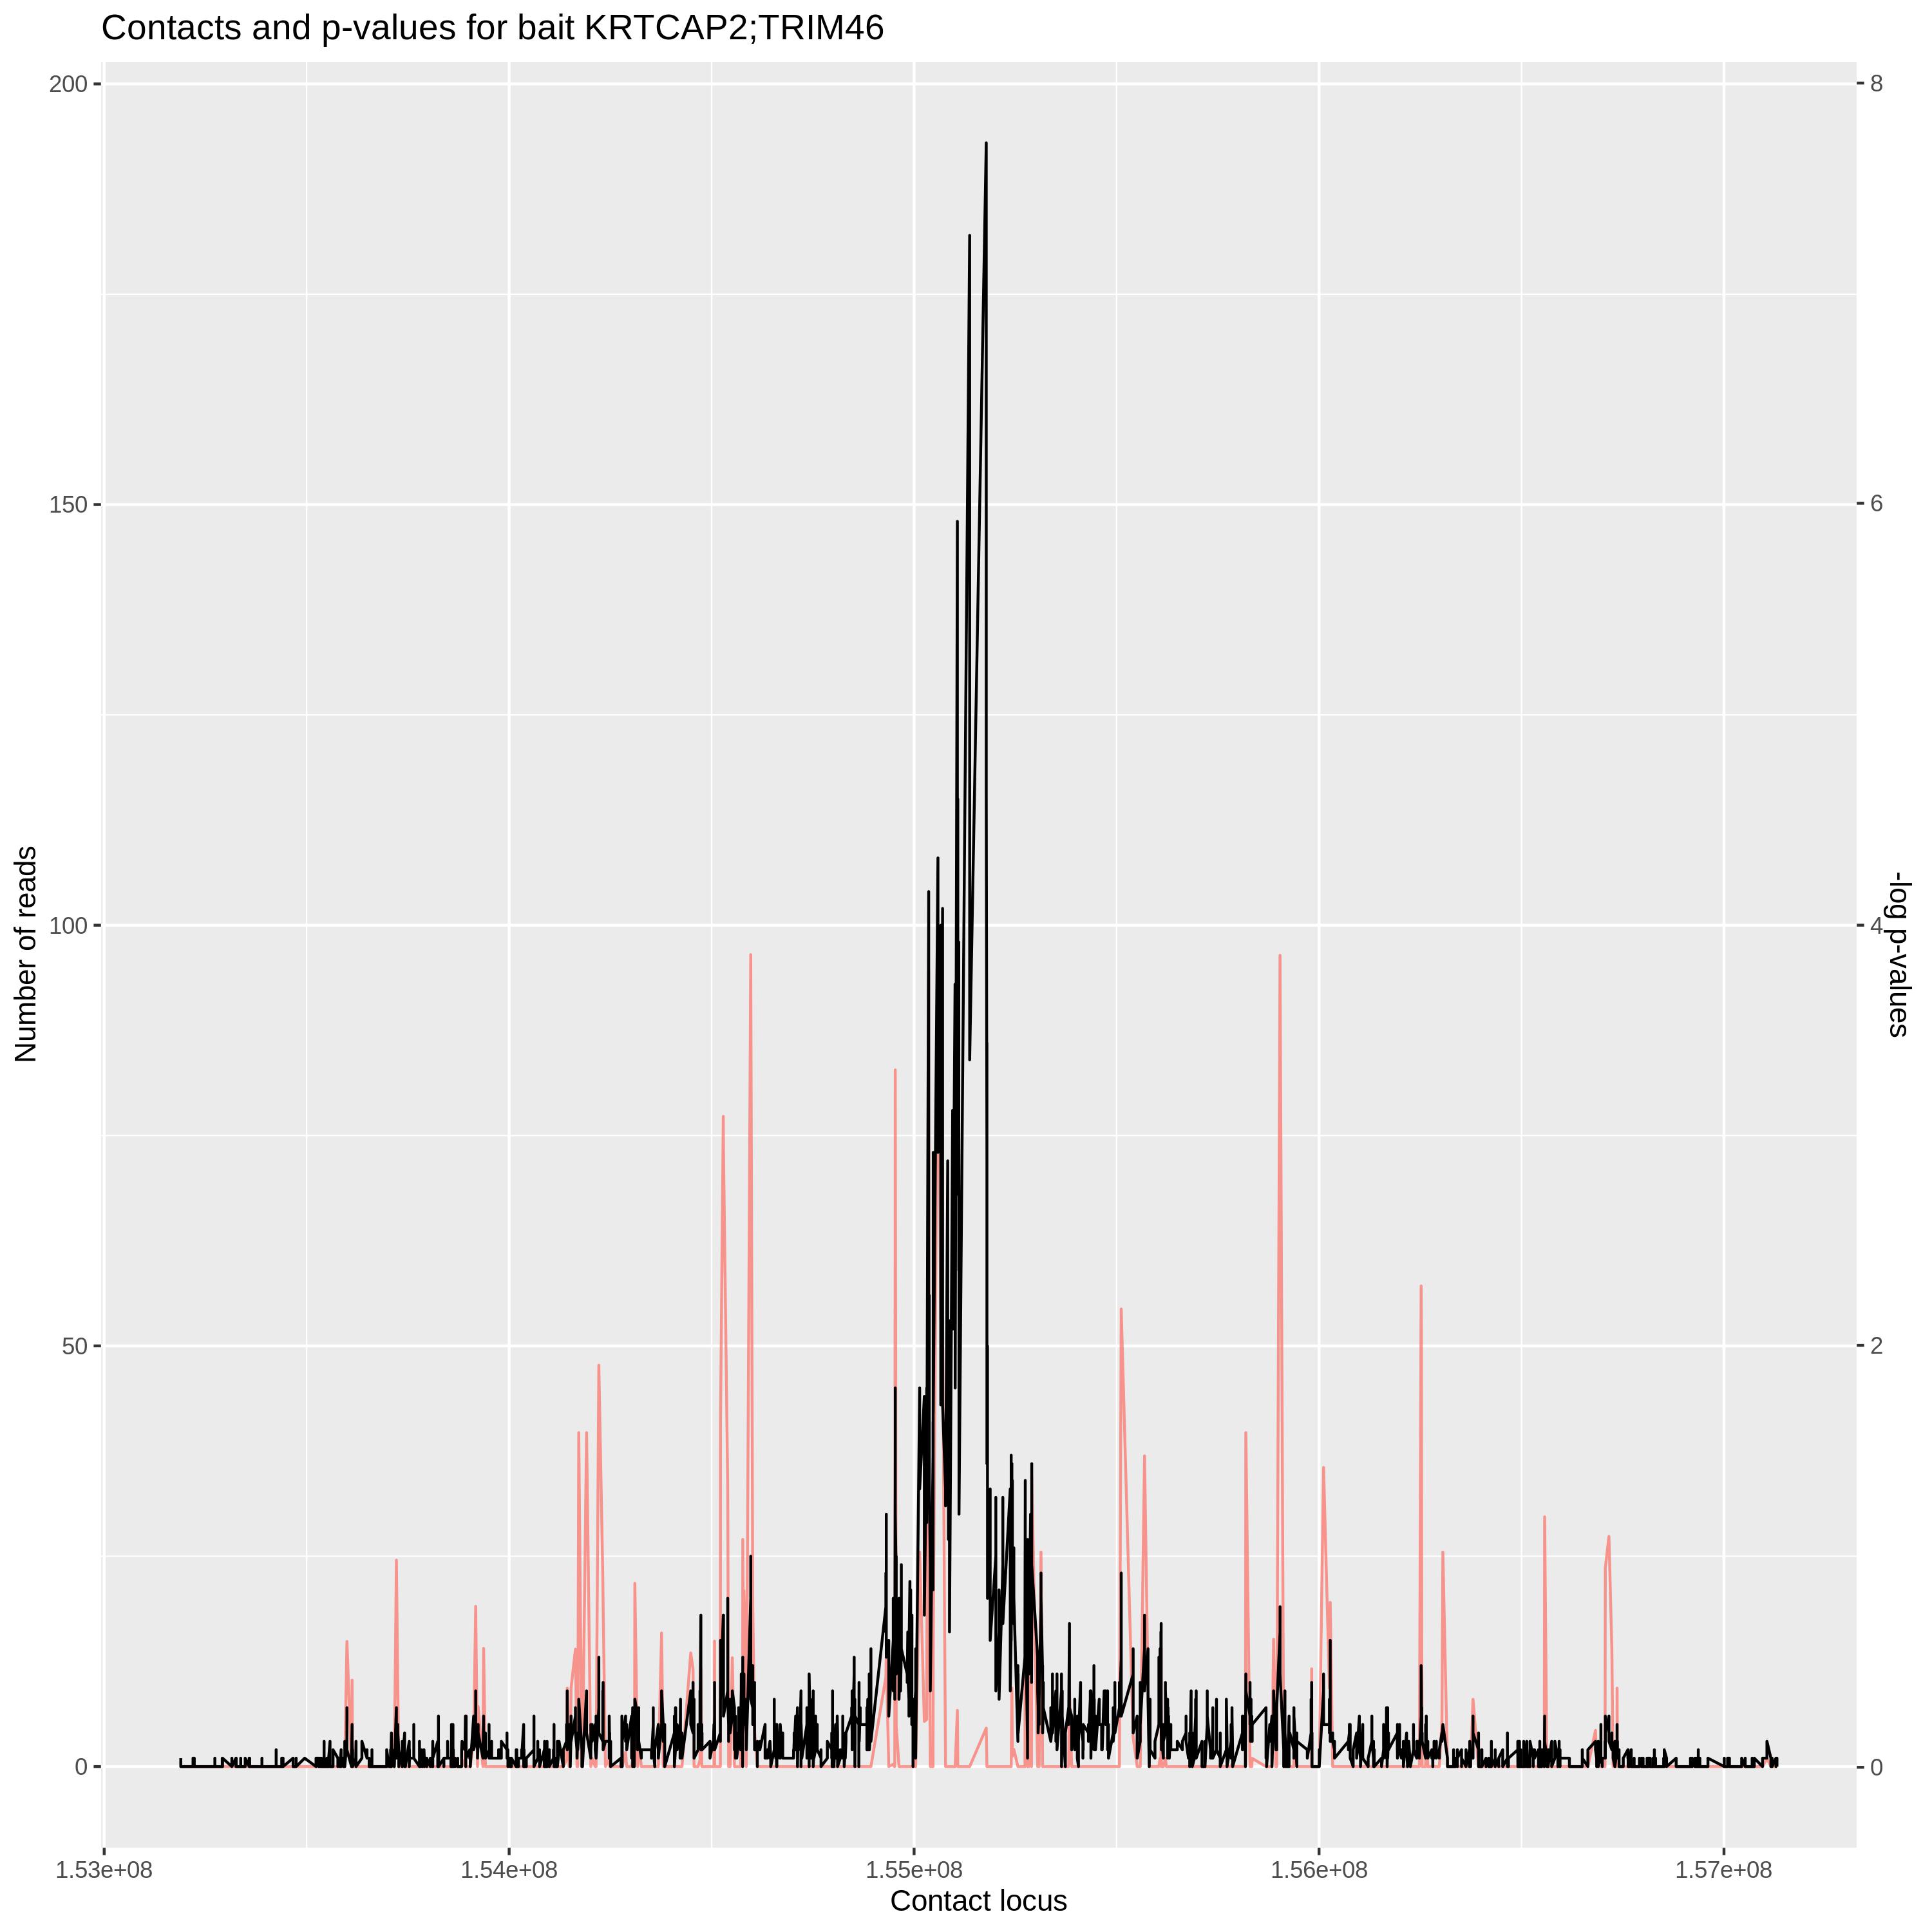 Contacts and p-values for bait KRTCAP2;TRIM46
200
150
100
50
0
8
6
4
2
0
Number of reads
-log p-values
1.53e+08 1.54e+08 1.55e+08 1.56e+08 1.57e+08
Contact locus